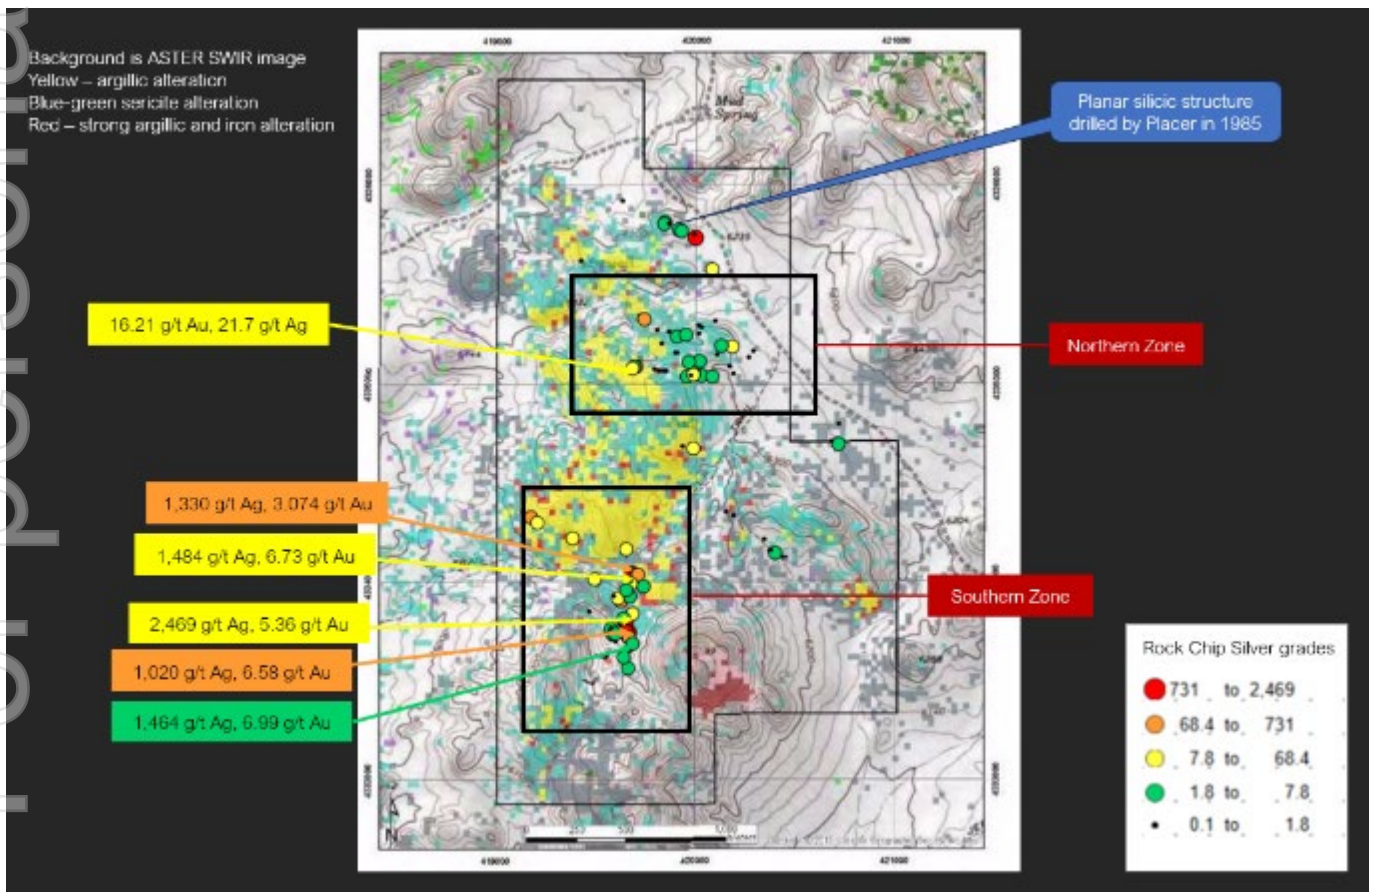 Background is ASTER SWIR image
Yellow – argillic alteration
Blue-green sericite alteration
Red – strong argillic and iron alteration
419000
420000
421000
Mud
Spring
Planar silicic structure
drilled by Placer in 1985
16.21 g/t Au, 21.7 g/t Ag
Northern Zone
1,330 g/t Ag, 3.074 g/t Au
1,484 g/t Ag, 6.73 g/t Au
2,469 g/t Ag, 5.36 g/t Au
1,020 g/t Ag, 6.58 g/t Au
1,464 g/t Ag, 6.99 g/t Au
Southern Zone
Rock Chip Silver grades
731 to 2,469
68.4 to 731
7.8 to 68.4
1.8 to 7.8
0.1 to 1.8
N
419000
420000
421000